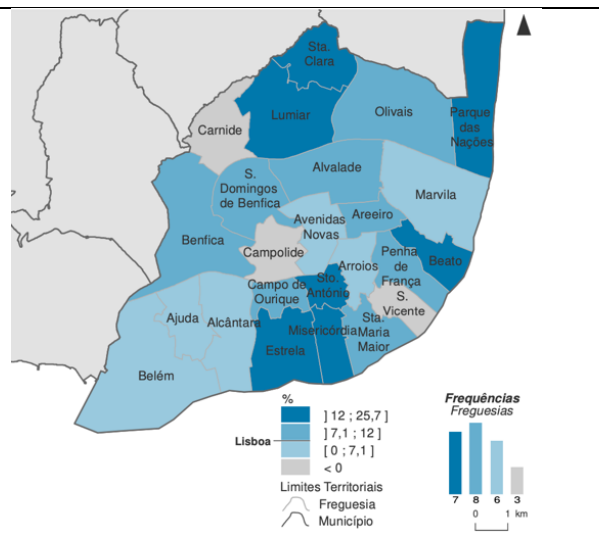 Sta.
Clara
Lumiar
Carnide
Olivais
Parque
das
Nações
S.
Domingos
de Benfica
Alvalade
Marvila
Benfica
Avenidas
Novas
Areeiro
Campolide
Arroios
Penha
de
França
Beato
Campo de
Ourique
Sto.
António
S.
Vicente
Ajuda
Alcântara
Misericórdia
Sta.
Maria
Maior
Estrela
Belém
%
] 12 ; 25,7 ]
] 7,1 ; 12 ]
Lisboa
[ 0 ; 7,1 ]
< 0
Limites Territoriais
Freguesia
Município
Frequências
Freguesias
7 8 6 3
0 1 km